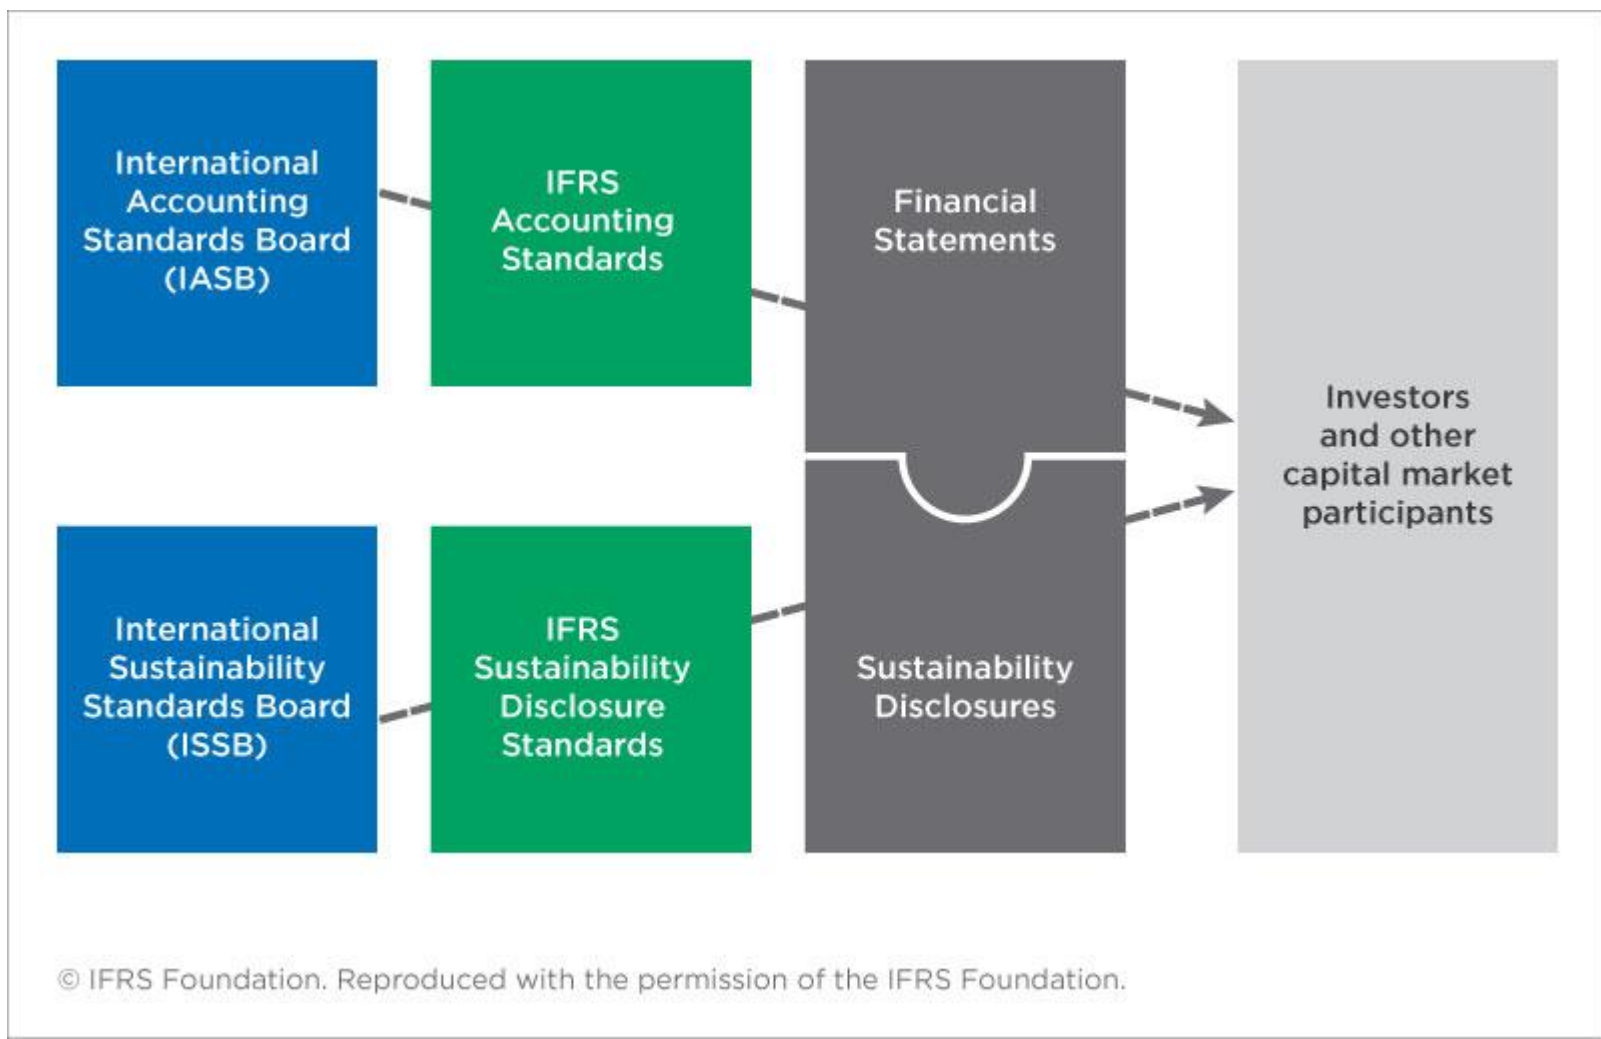 International
Accounting
Standards Board
(IASB)
IFRS
Accounting
Standards
Financial
Statements
Investors
and other
capital market
participants
International
Sustainability
Standards Board
(ISSB)
IFRS
Sustainability
Disclosure
Standards
Sustainability
Disclosures
© IFRS Foundation. Reproduced with the permission of the IFRS Foundation.